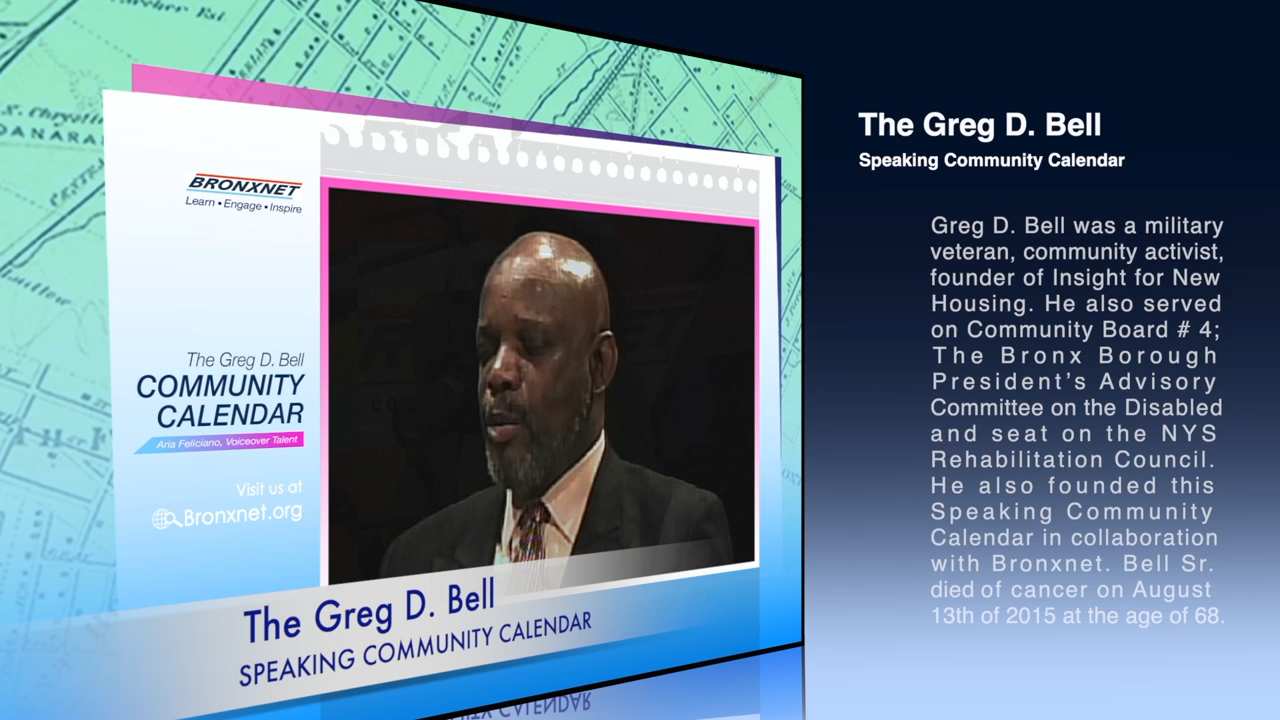 BRONXNET
Learn • Engage • Inspire
The Greg D. Bell
COMMUNITY
CALENDAR
Aria Feliciano, Voiceover Talent
Visit us at
Bronxnet.org
The Greg D. Bell
SPEAKING COMMUNITY CALENDAR
The Greg D. Bell
Speaking Community Calendar
Greg D. Bell was a military
veteran, community activist,
founder of Insight for New
Housing. He also served
on Community Board # 4;
The Bronx Borough
President's Advisory
Committee on the Disabled
and seat on the NYS
Rehabilitation Council.
He also founded this
Speaking Community
Calendar in collaboration
with Bronxnet. Bell Sr.
died of cancer on August
13th of 2015 at the age of 68.